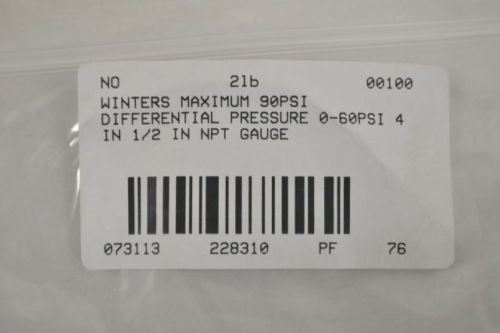 NO 2lb 00100
WINTERS MAXIMUM 90PSI
DIFFERENTIAL PRESSURE 0-60PSI 4
IN 1/2 IN NPT GAUGE
073113 228310 PF 76